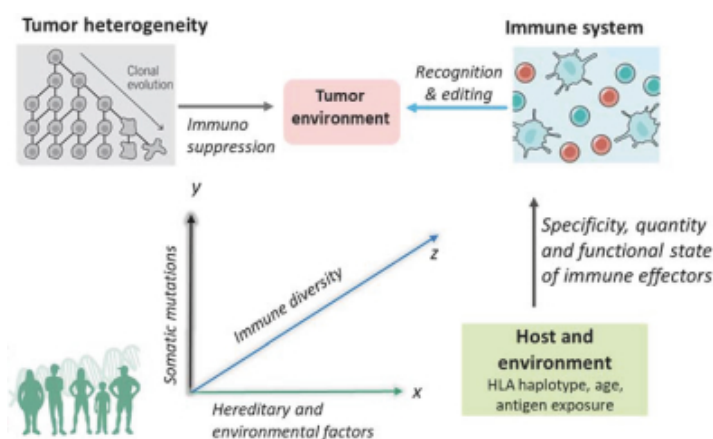 Tumor heterogeneity
Immune system
Clonal
evolution
Recognition
& editing
Tumor
environment
Immuno
suppression
y
Specificity, quantity
and functional state
of immune effectors
z
Immune diversity
Somatic mutations
Host and
environment
HLA haplotype, age,
antigen exposure
x
Hereditary and
environmental factors